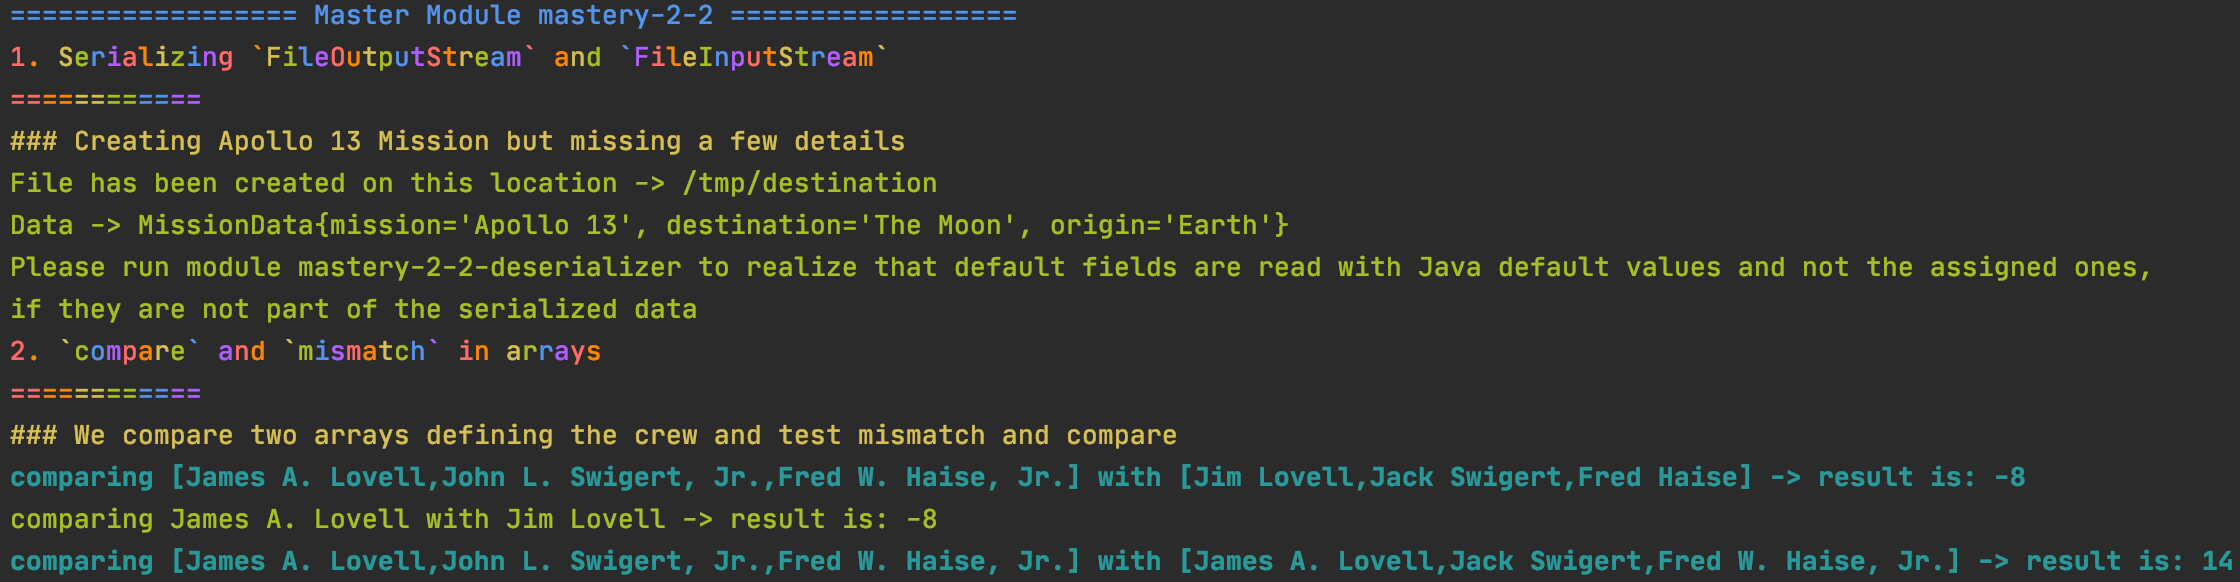 ================== Master Module mastery-2-2 ==================
1. Serializing `FileOutputStream` and `FileInputStream`
============
### Creating Apollo 13 Mission but missing a few details
File has been created on this location -> /tmp/destination
Data -> MissionData{mission='Apollo 13', destination='The Moon', origin='Earth'}
Please run module mastery-2-2-deserializer to realize that default fields are read with Java default values and not the assigned ones,
if they are not part of the serialized data
2. `compare` and `mismatch` in arrays
============
### We compare two arrays defining the crew and test mismatch and compare
comparing [James A. Lovell,John L. Swigert, Jr.,Fred W. Haise, Jr.] with [Jim Lovell,Jack Swigert,Fred Haise] -> result is: -8
comparing James A. Lovell with Jim Lovell -> result is: -8
comparing [James A. Lovell,John L. Swigert, Jr.,Fred W. Haise, Jr.] with [James A. Lovell,Jack Swigert,Fred W. Haise, Jr.] -> result is: 14